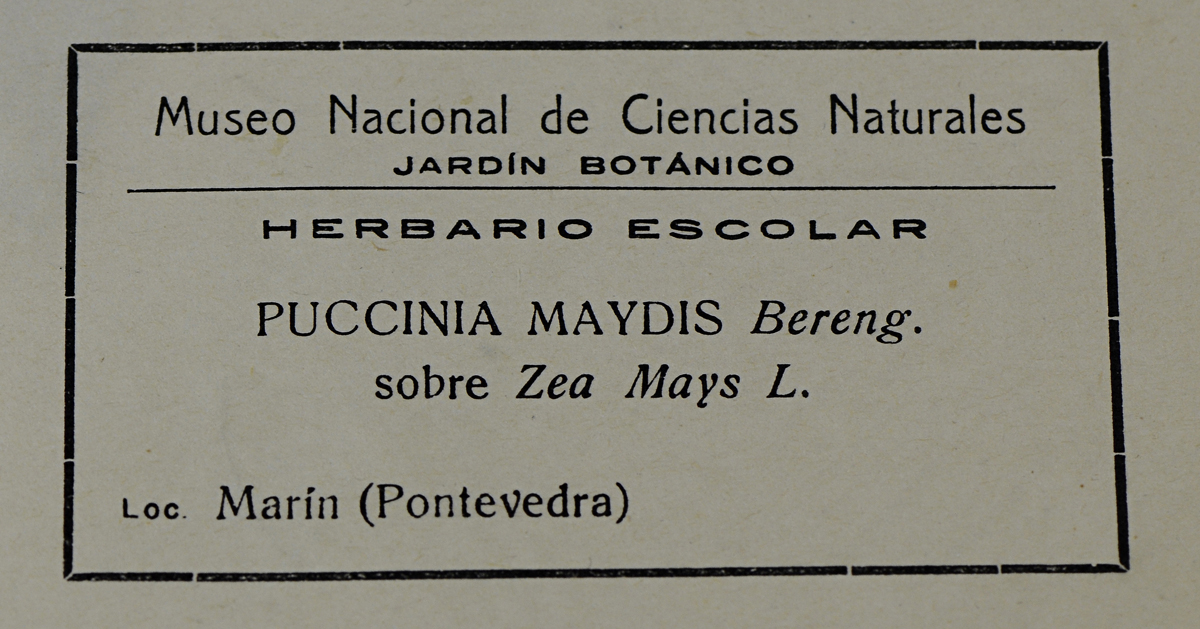 Museo Nacional de Ciencias Naturales
JARDÍN BOTÁNICO
HERBARIO ESCOLAR
PUCCINIA MAYDIS Bereng.
sobre Zea Mays L.
Loc. Marín (Pontevedra)